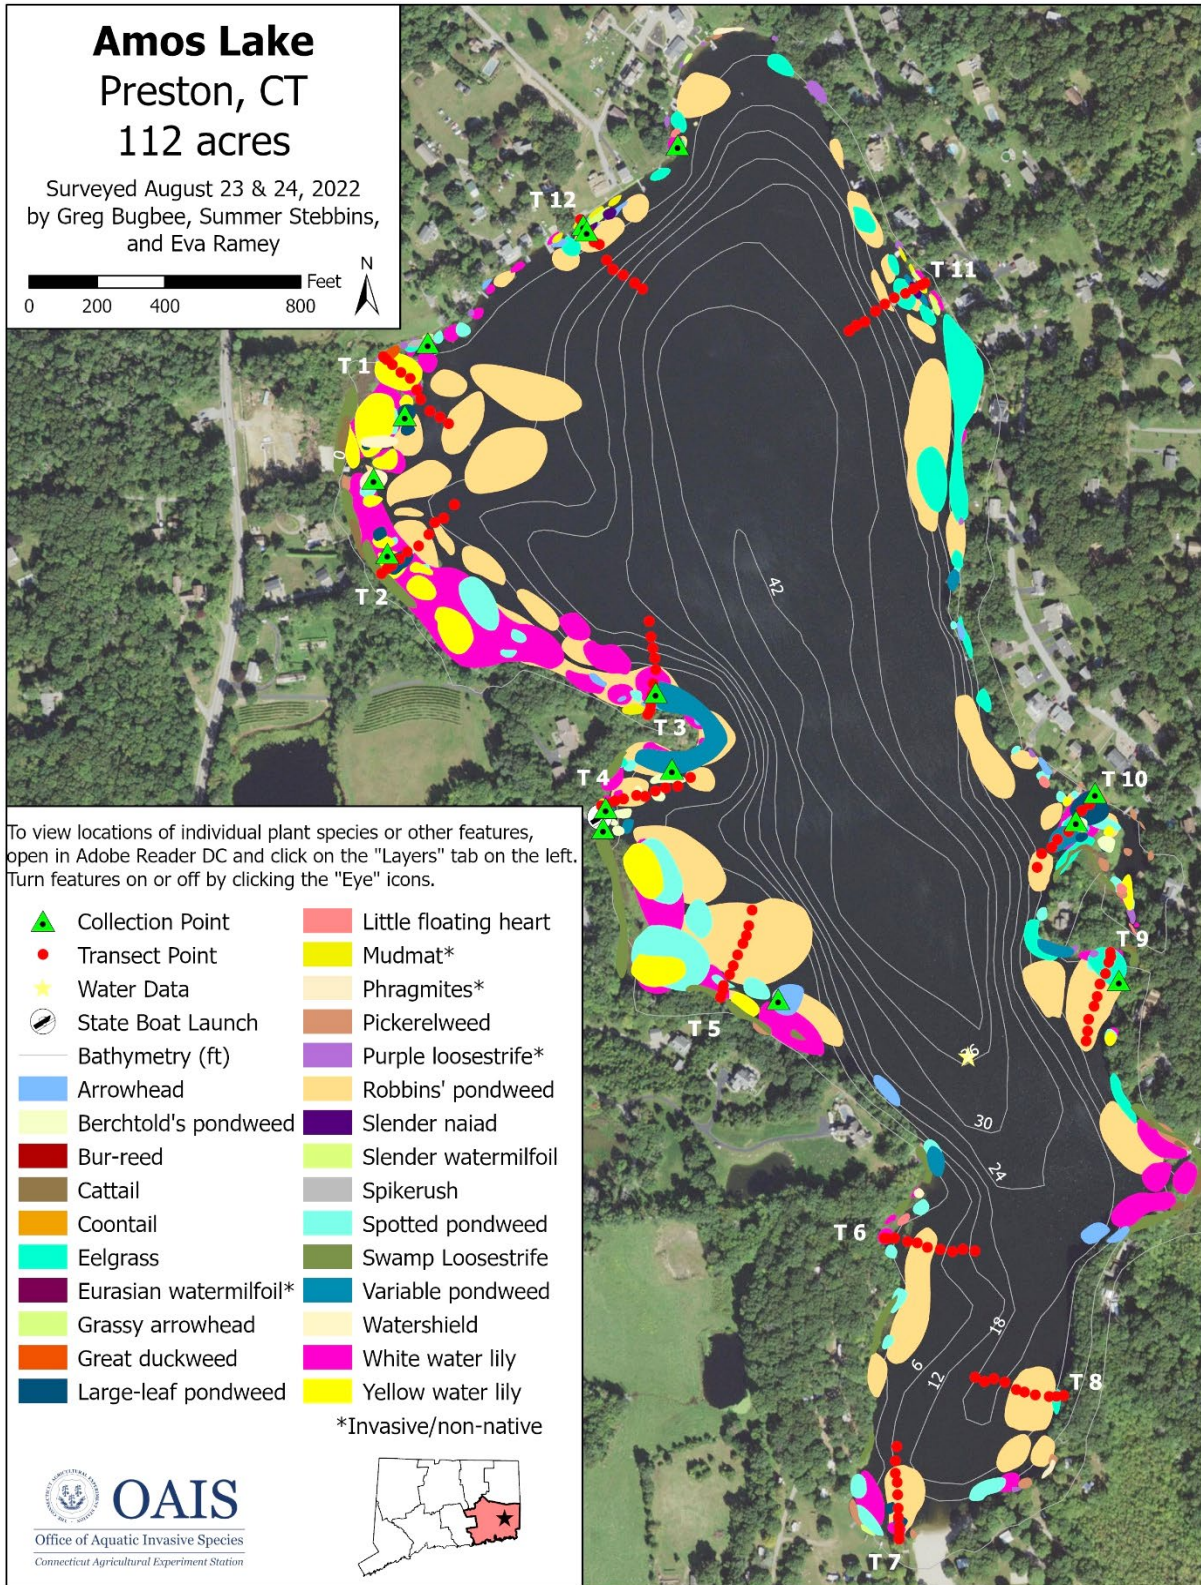 Amos Lake
Preston, CT
112 acres
Surveyed August 23 & 24, 2022
by Greg Bugbee, Summer Stebbins,
and Eva Ramey
Feet
N
0 200 400 800
T 12
T 11
T 1
0
T 2
42
T 3
T 4
T 10
T 9
T 5
36
30
24
T 6
18
6
12
T 8
T 7
To view locations of individual plant species or other features,
open in Adobe Reader DC and click on the "Layers" tab on the left.
Turn features on or off by clicking the "Eye" icons.
Collection Point
Transect Point
Water Data
State Boat Launch
Bathymetry (ft)
Arrowhead
Berchtold's pondweed
Bur-reed
Cattail
Coontail
Eelgrass
Eurasian watermilfoil*
Grassy arrowhead
Great duckweed
Large-leaf pondweed
Little floating heart
Mudmat*
Phragmites*
Pickerelweed
Purple loosestrife*
Robbins' pondweed
Slender naiad
Slender watermilfoil
Spikerush
Spotted pondweed
Swamp Loosestrife
Variable pondweed
Watershield
White water lily
Yellow water lily
*Invasive/non-native
OAIS
Office of Aquatic Invasive Species
Connecticut Agricultural Experiment Station